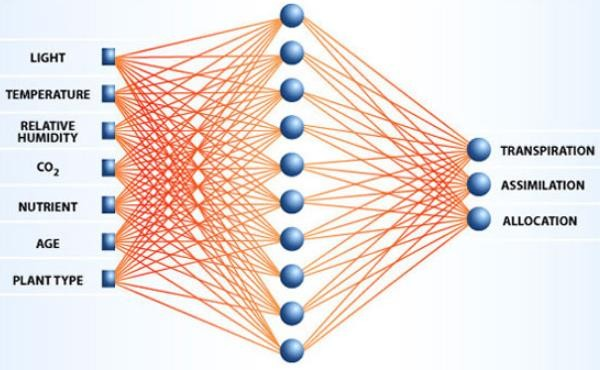 LIGHT
TEMPERATURE
RELATIVE
HUMIDITY
CO₂
NUTRIENT
AGE
PLANT TYPE
TRANSPIRATION
ASSIMILATION
ALLOCATION